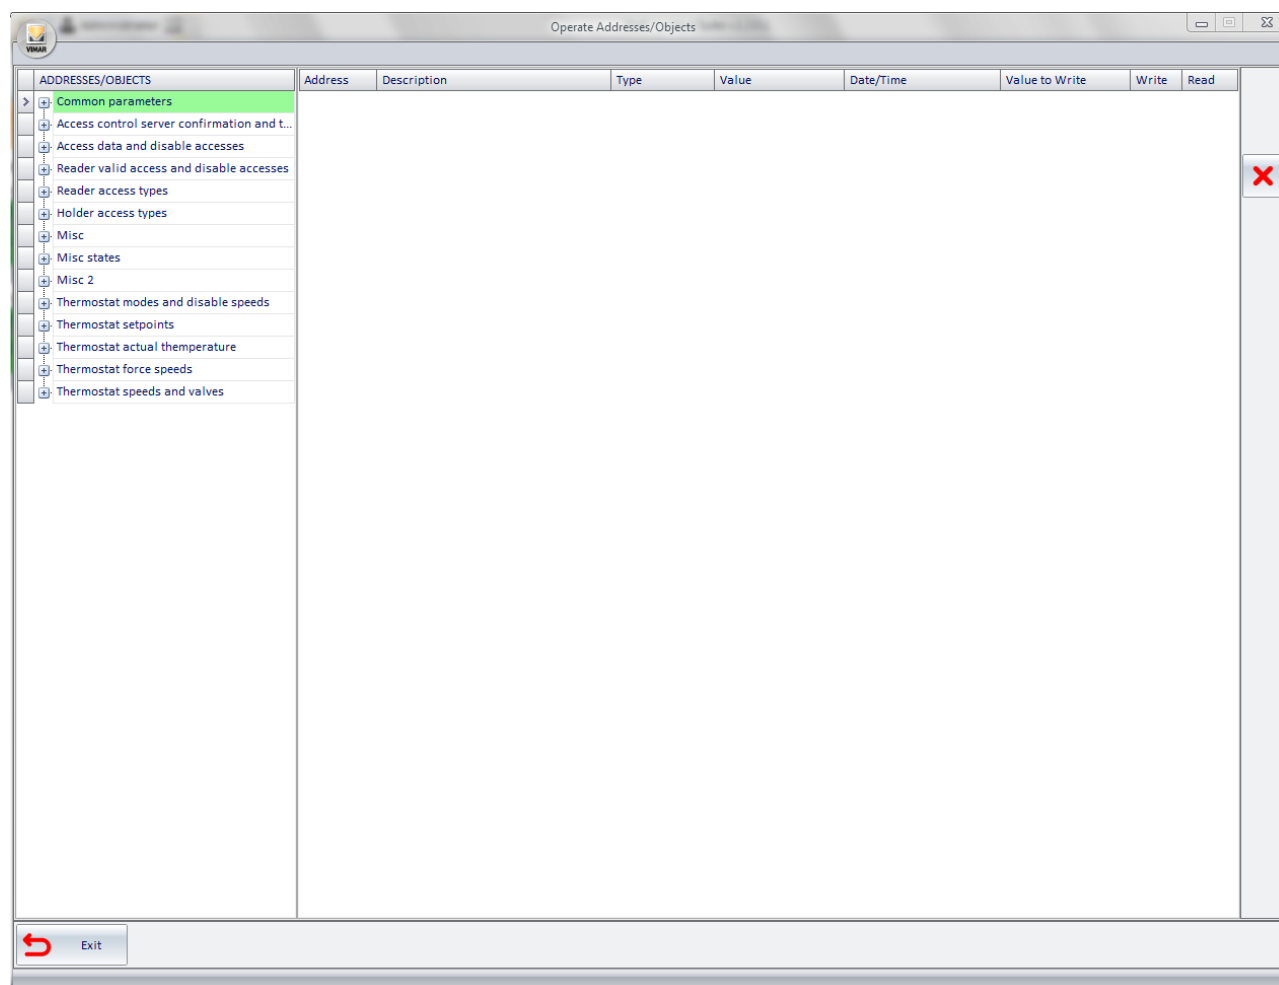 Operate Addresses/Objects
VIMAR
ADDRESSES/OBJECTS Address Description Type Value Date/Time Value to Write Write Read
Common parameters
Access control server confirmation and t...
Access data and disable accesses
Reader valid access and disable accesses
Reader access types
Holder access types
Misc
Misc states
Misc 2
Thermostat modes and disable speeds
Thermostat setpoints
Thermostat actual themperature
Thermostat force speeds
Thermostat speeds and valves
Exit